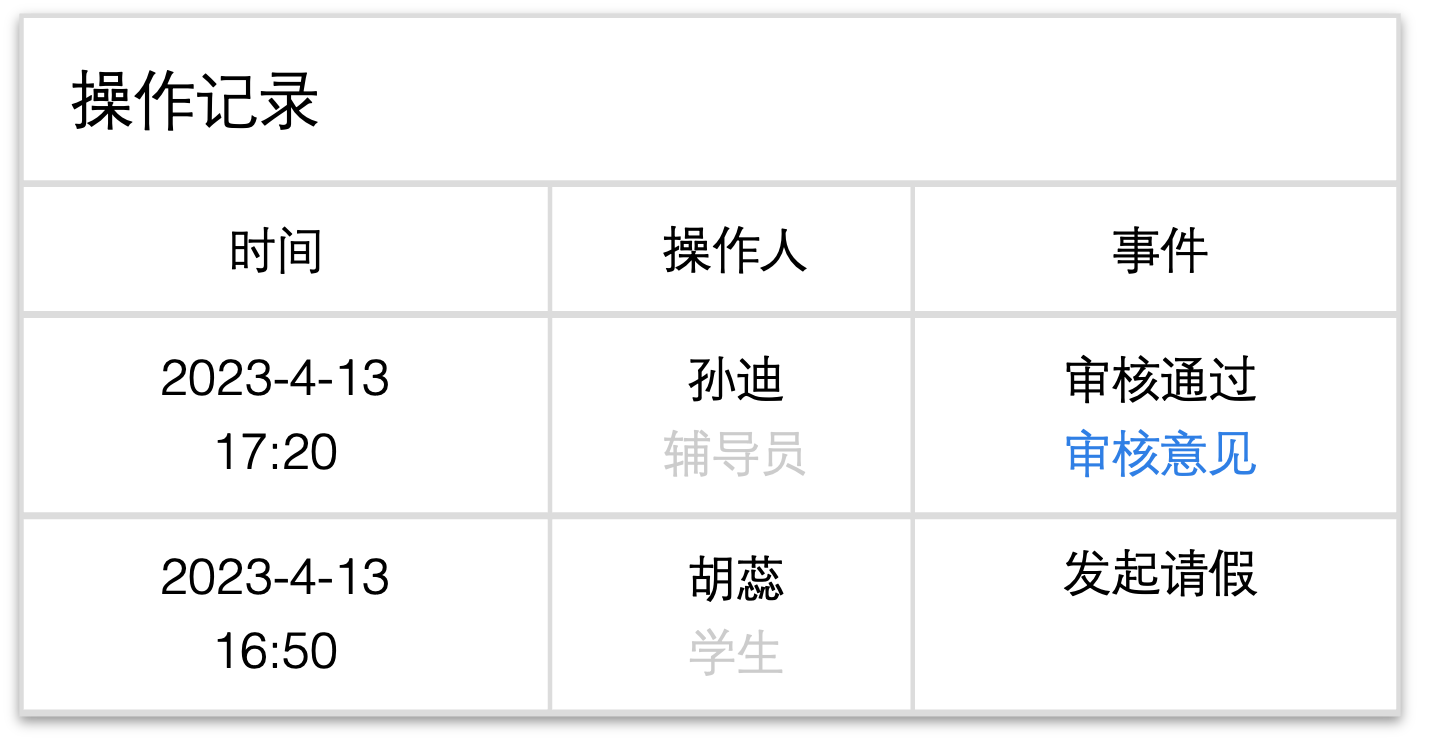 操作记录
时间 操作人 事件
2023-4-13 孙迪 审核通过
17:20 辅导员 审核意见
2023-4-13 胡蕊 发起请假
16:50 学生